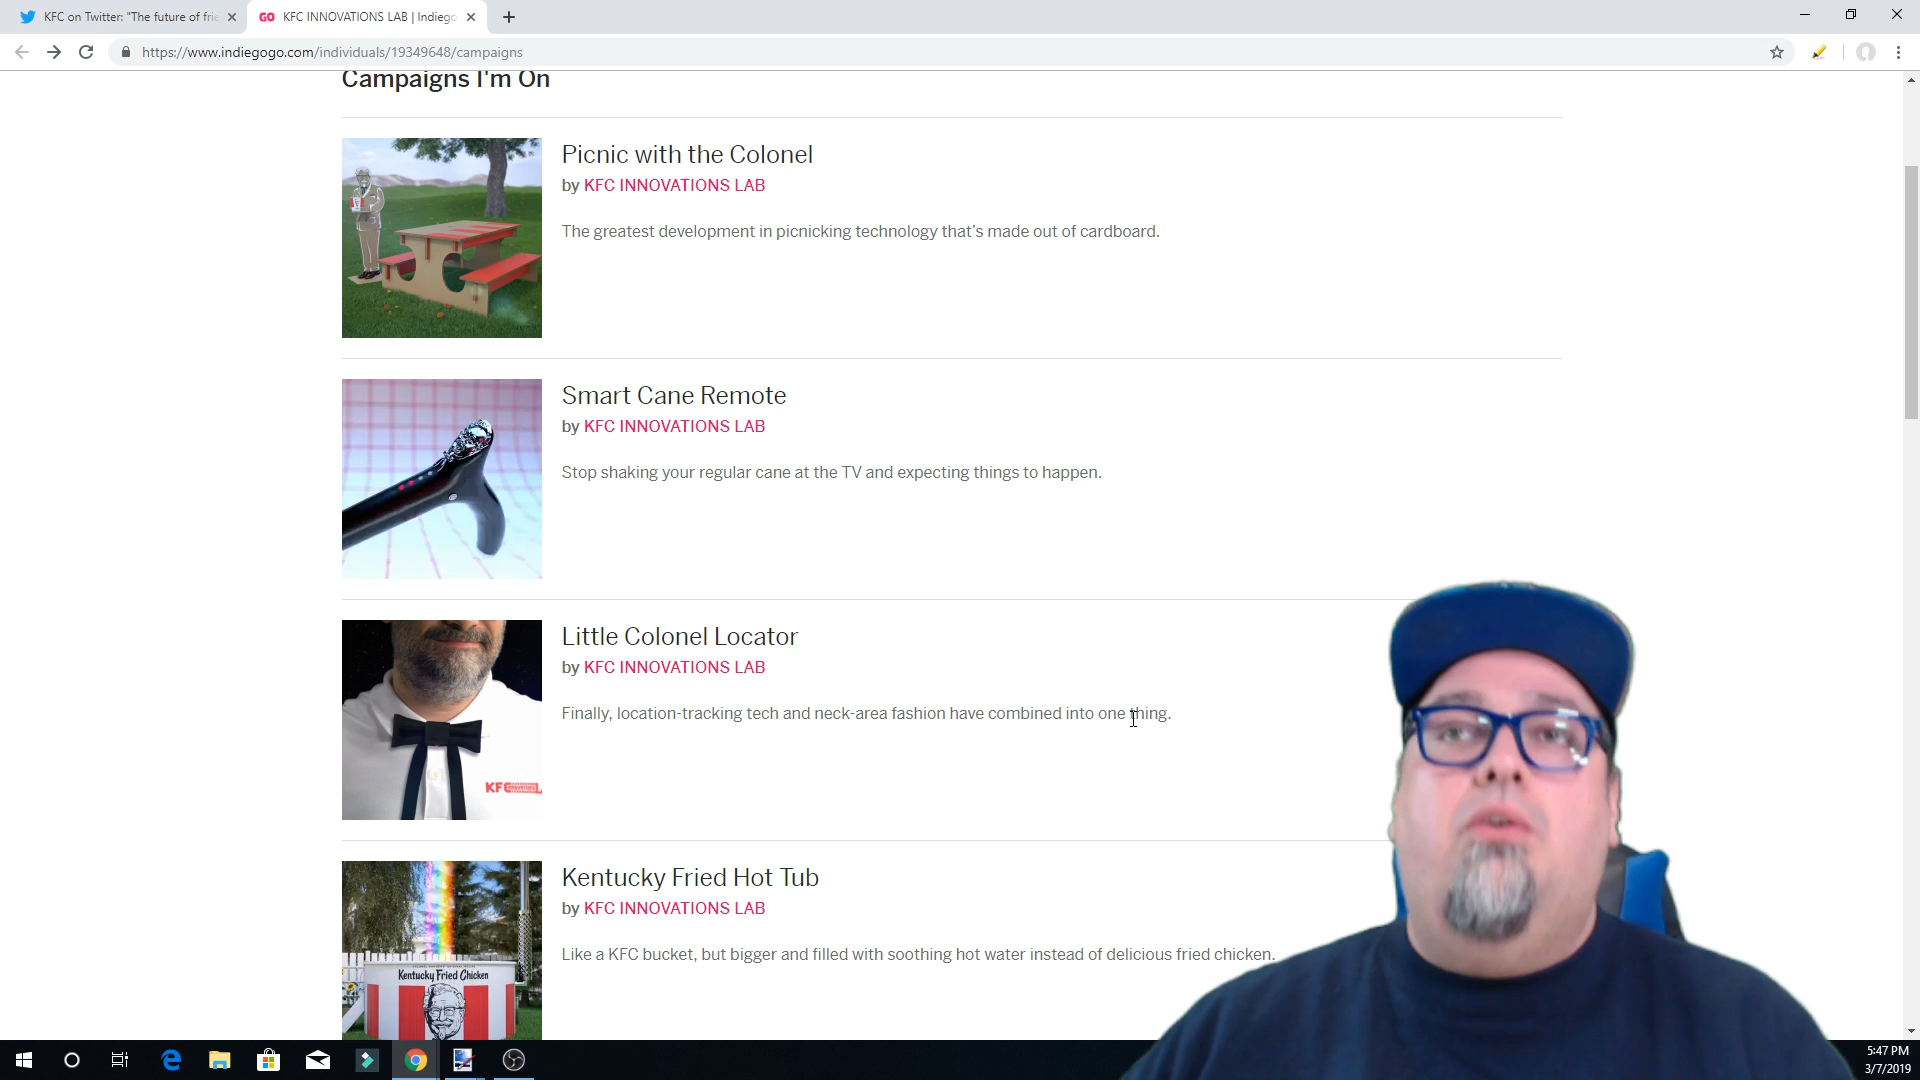 KFC on Twitter: "The future of frie
KFC INNOVATIONS LAB | Indiego
https://www.indiegogo.com/individuals/19349648/campaigns
Campaigns I'm On
Picnic with the Colonel
by KFC INNOVATIONS LAB
The greatest development in picnicking technology that's made out of cardboard.
Smart Cane Remote
by KFC INNOVATIONS LAB
Stop shaking your regular cane at the TV and expecting things to happen.
Little Colonel Locator
by KFC INNOVATIONS LAB
Finally, location-tracking tech and neck-area fashion have combined into one thing.
KFC
Kentucky Fried Hot Tub
by KFC INNOVATIONS LAB
Like a KFC bucket, but bigger and filled with soothing hot water instead of delicious fried chicken.
Kentucky Fried Chicken
5:47 PM
3/7/2019